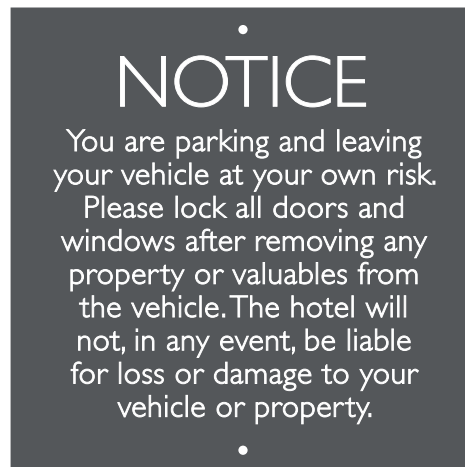 NOTICE
You are parking and leaving
your vehicle at your own risk.
Please lock all doors and
windows after removing any
property or valuables from
the vehicle. The hotel will
not, in any event, be liable
for loss or damage to your
vehicle or property.